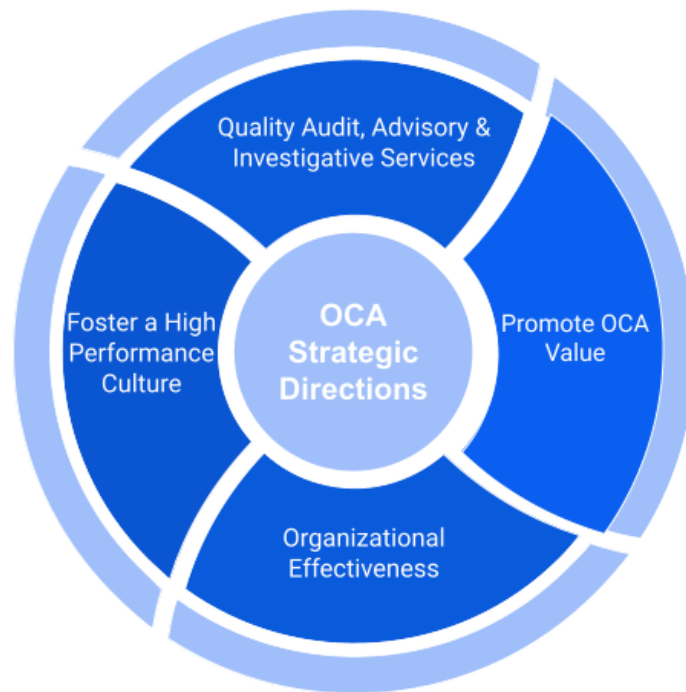 Quality Audit, Advisory &
Investigative Services
Foster a High
Performance
Culture
OCA
Strategic
Directions
Promote OCA
Value
Organizational
Effectiveness